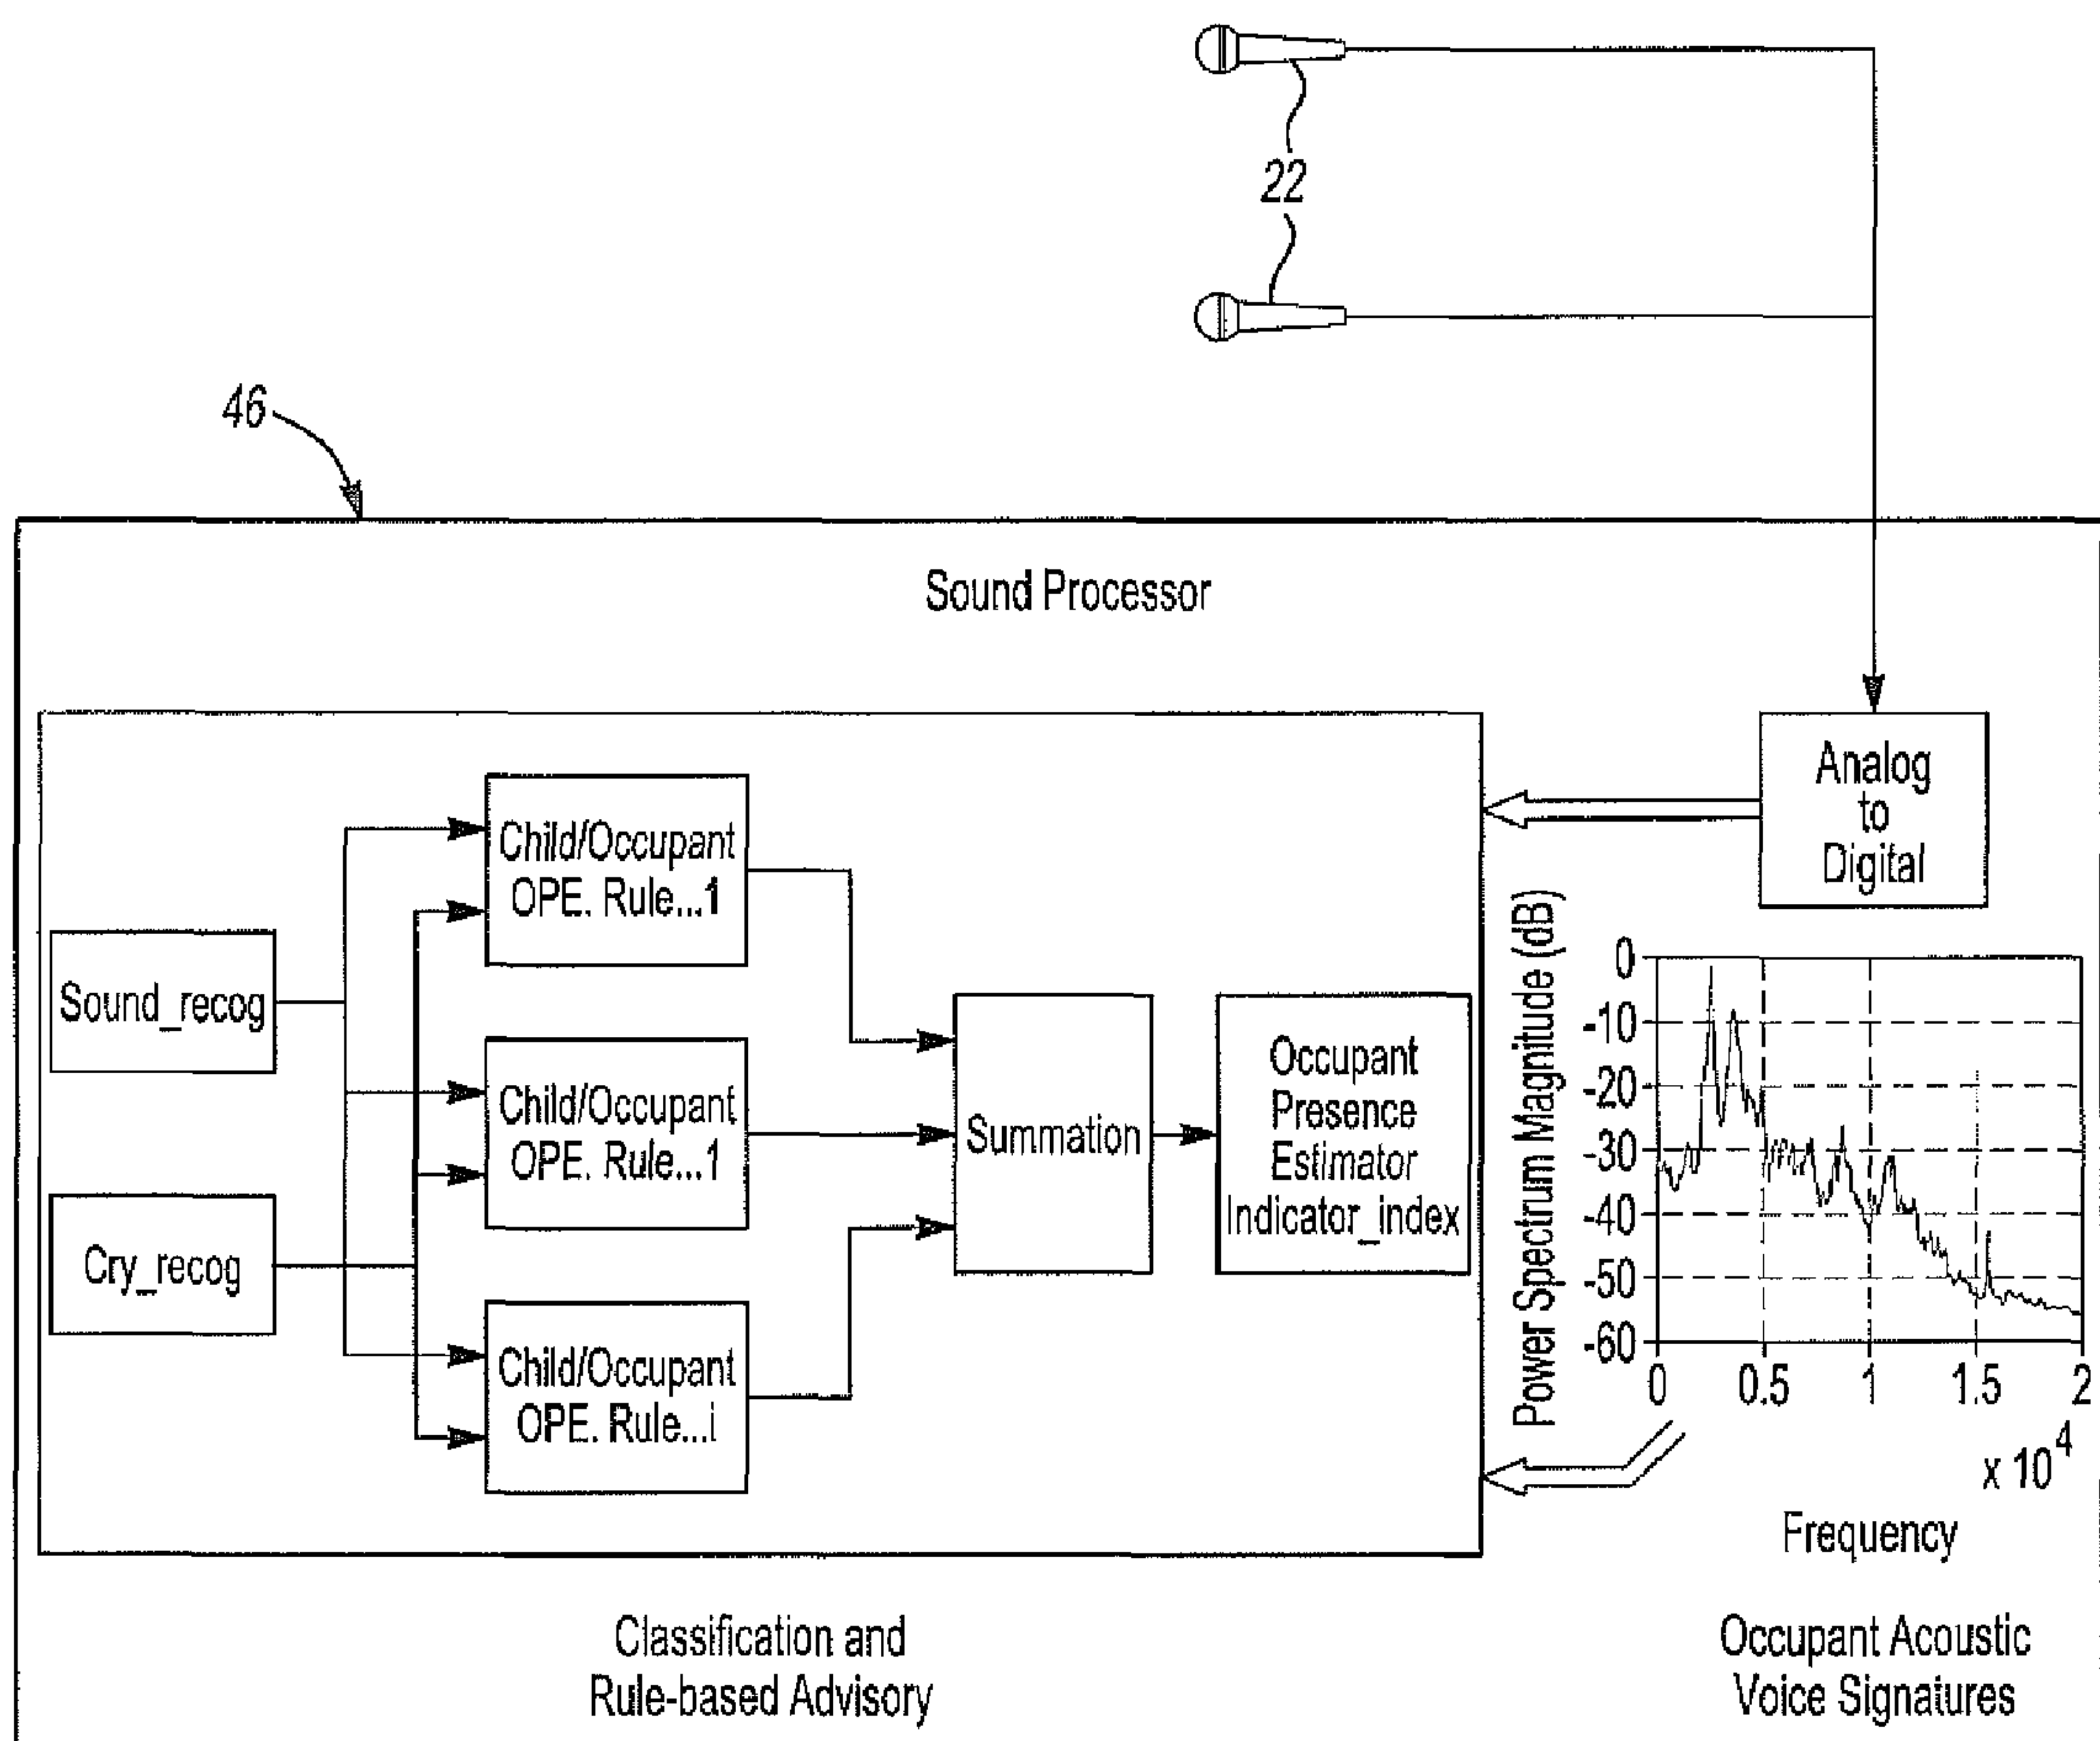 22
46
Sound Processor
Analog
to
Digital
Child/Occupant
OPE. Rule...1
Sound_recog
Child/Occupant
OPE. Rule...1
Cry_recog
Child/Occupant
OPE. Rule...i
Summation
Occupant
Presence
Estimator
Indicator_index
Power Spectrum Magnitude (dB)
0
-10
-20
-30
-40
-50
-60
0 0.5 1 1.5 2
x 10^4
Frequency
Classification and
Rule-based Advisory
Occupant Acoustic
Voice Signatures